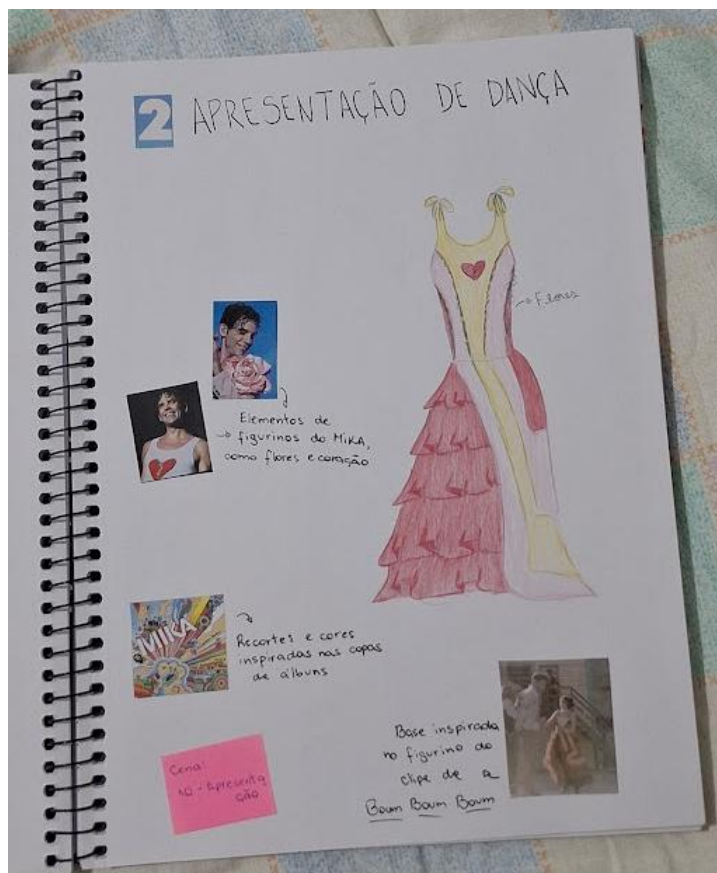 2 APRESENTAÇÃO DE DANÇA
→ Flores
Elementos de
→ figurinos do MiKA,
como flores e coração
MIKA
Recortes e cores
inspiradas nas capas
de álbuns
Base inspirada
no figurino do
clipe de
Boum Boum Boum
Cena:
10 - Apresenta
ção